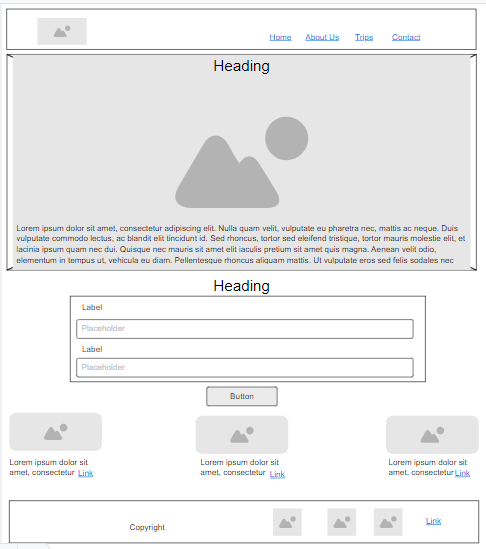 Home About Us Trips Contact
Heading
Lorem ipsum dolor sit amet, consectetur adipiscing elit. Nulla quam velit, vulputate eu pharetra nec, mattis ac neque. Duis
vulputate commodo lectus, ac blandit elit tincidunt id. Sed rhoncus, tortor sed eleifend tristique, tortor mauris molestie elit, et
lacinia ipsum quam nec dui. Quisque nec mauris sit amet elit iaculis pretium sit amet quis magna. Aenean velit odio,
elementum in tempus ut, vehicula eu diam. Pellentesque rhoncus aliquam mattis. Ut vulputate eros sed felis sodales nec
Heading
Label
Placeholder
Label
Placeholder
Button
Lorem ipsum dolor sit
amet, consectetur Link
Lorem ipsum dolor sit
amet, consectetur Link
Lorem ipsum dolor sit
amet, consectetur Link
Copyright
Link